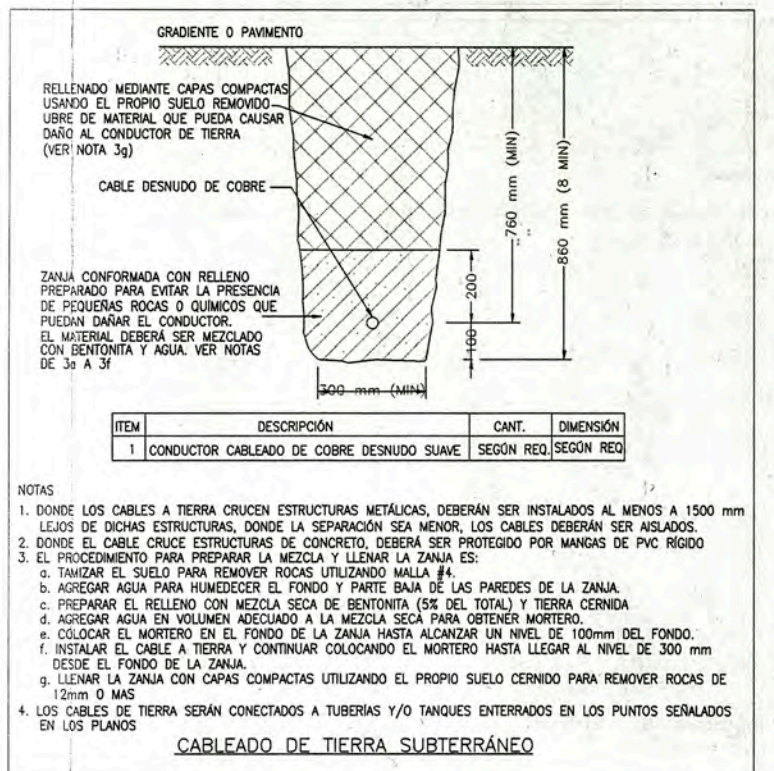 GRADIENTE O PAVIMENTO
RELLENADO MEDIANTE CAPAS COMPACTAS
USANDO EL PROPIO SUELO REMOVIDO
UBRE DE MATERIAL QUE PUEDA CAUSAR
DAÑO AL CONDUCTOR DE TIERRA
(VER NOTA 3g)
CABLE DESNUDO DE COBRE
ZANJA CONFORMADA CON RELLENO
PREPARADO PARA EVITAR LA PRESENCIA
DE PEQUEÑAS ROCAS O QUÍMICOS QUE
PUEDAN DAÑAR EL CONDUCTOR.
EL MATERIAL DEBERÁ SER MEZCLADO
CON BENTONITA Y AGUA. VER NOTAS
DE 3a A 3f
760 mm (MIN)
860 mm (8 MIN)
200
100
300 mm (MIN)
ITEM DESCRIPCIÓN CANT. DIMENSIÓN
1 CONDUCTOR CABLEADO DE COBRE DESNUDO SUAVE SEGÚN REQ. SEGÚN REQ
NOTAS
1. DONDE LOS CABLES A TIERRA CRUCEN ESTRUCTURAS METÁLICAS, DEBERÁN SER INSTALADOS AL MENOS A 1500 mm
LEJOS DE DICHAS ESTRUCTURAS, DONDE LA SEPARACIÓN SEA MENOR, LOS CABLES DEBERÁN SER AISLADOS.
2. DONDE EL CABLE CRUCE ESTRUCTURAS DE CONCRETO, DEBERÁ SER PROTEGIDO POR MANGAS DE PVC RÍGIDO
3. EL PROCEDIMIENTO PARA PREPARAR LA MEZCLA Y LLENAR LA ZANJA ES:
a. TAMIZAR EL SUELO PARA REMOVER ROCAS UTILIZANDO MALLA #4.
b. AGREGAR AGUA PARA HUMEDECER EL FONDO Y PARTE BAJA DE LAS PAREDES DE LA ZANJA.
c. PREPARAR EL RELLENO CON MEZCLA SECA DE BENTONITA (5% DEL TOTAL) Y TIERRA CERNIDA
d. AGREGAR AGUA EN VOLUMEN ADECUADO A LA MEZCLA SECA PARA OBTENER MORTERO.
e. COLOCAR EL MORTERO EN EL FONDO DE LA ZANJA HASTA ALCANZAR UN NIVEL DE 100mm DEL FONDO.
f. INSTALAR EL CABLE A TIERRA Y CONTINUAR COLOCANDO EL MORTERO HASTA LLEGAR AL NIVEL DE 300 mm
DESDE EL FONDO DE LA ZANJA.
g. LLENAR LA ZANJA CON CAPAS COMPACTAS UTILIZANDO EL PROPIO SUELO CERNIDO PARA REMOVER ROCAS DE
12mm O MAS
4. LOS CABLES DE TIERRA SERÁN CONECTADOS A TUBERÍAS Y/O TANQUES ENTERRADOS EN LOS PUNTOS SEÑALADOS
EN LOS PLANOS
CABLEADO DE TIERRA SUBTERRÁNEO